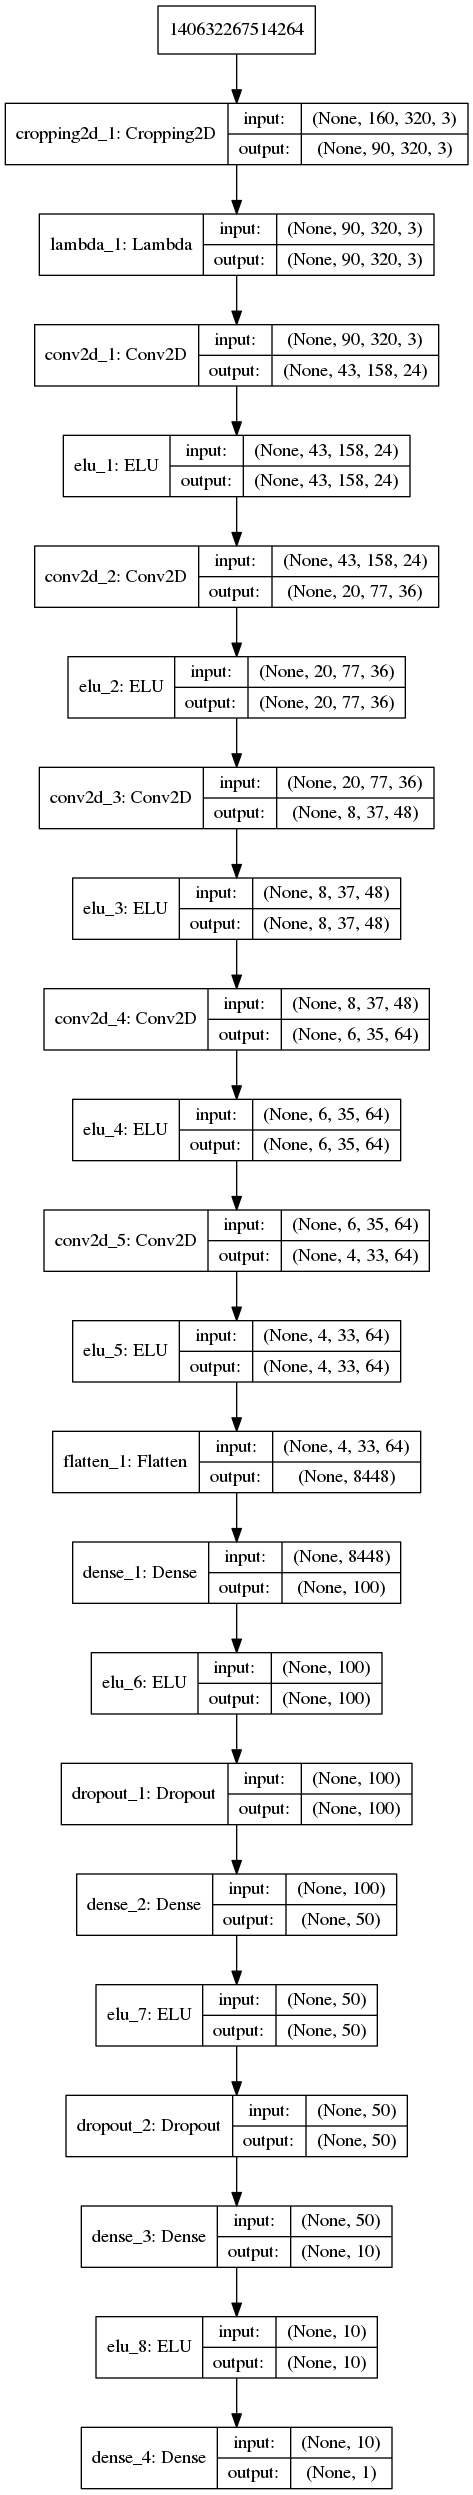 140632267514264
cropping2d_1: Cropping2D
input: (None, 160, 320, 3)
output: (None, 90, 320, 3)
lambda_1: Lambda
input: (None, 90, 320, 3)
output: (None, 90, 320, 3)
conv2d_1: Conv2D
input: (None, 90, 320, 3)
output: (None, 43, 158, 24)
elu_1: ELU
input: (None, 43, 158, 24)
output: (None, 43, 158, 24)
conv2d_2: Conv2D
input: (None, 43, 158, 24)
output: (None, 20, 77, 36)
elu_2: ELU
input: (None, 20, 77, 36)
output: (None, 20, 77, 36)
conv2d_3: Conv2D
input: (None, 20, 77, 36)
output: (None, 8, 37, 48)
elu_3: ELU
input: (None, 8, 37, 48)
output: (None, 8, 37, 48)
conv2d_4: Conv2D
input: (None, 8, 37, 48)
output: (None, 6, 35, 64)
elu_4: ELU
input: (None, 6, 35, 64)
output: (None, 6, 35, 64)
conv2d_5: Conv2D
input: (None, 6, 35, 64)
output: (None, 4, 33, 64)
elu_5: ELU
input: (None, 4, 33, 64)
output: (None, 4, 33, 64)
flatten_1: Flatten
input: (None, 4, 33, 64)
output: (None, 8448)
dense_1: Dense
input: (None, 8448)
output: (None, 100)
elu_6: ELU
input: (None, 100)
output: (None, 100)
dropout_1: Dropout
input: (None, 100)
output: (None, 100)
dense_2: Dense
input: (None, 100)
output: (None, 50)
elu_7: ELU
input: (None, 50)
output: (None, 50)
dropout_2: Dropout
input: (None, 50)
output: (None, 50)
dense_3: Dense
input: (None, 50)
output: (None, 10)
elu_8: ELU
input: (None, 10)
output: (None, 10)
dense_4: Dense
input: (None, 10)
output: (None, 1)